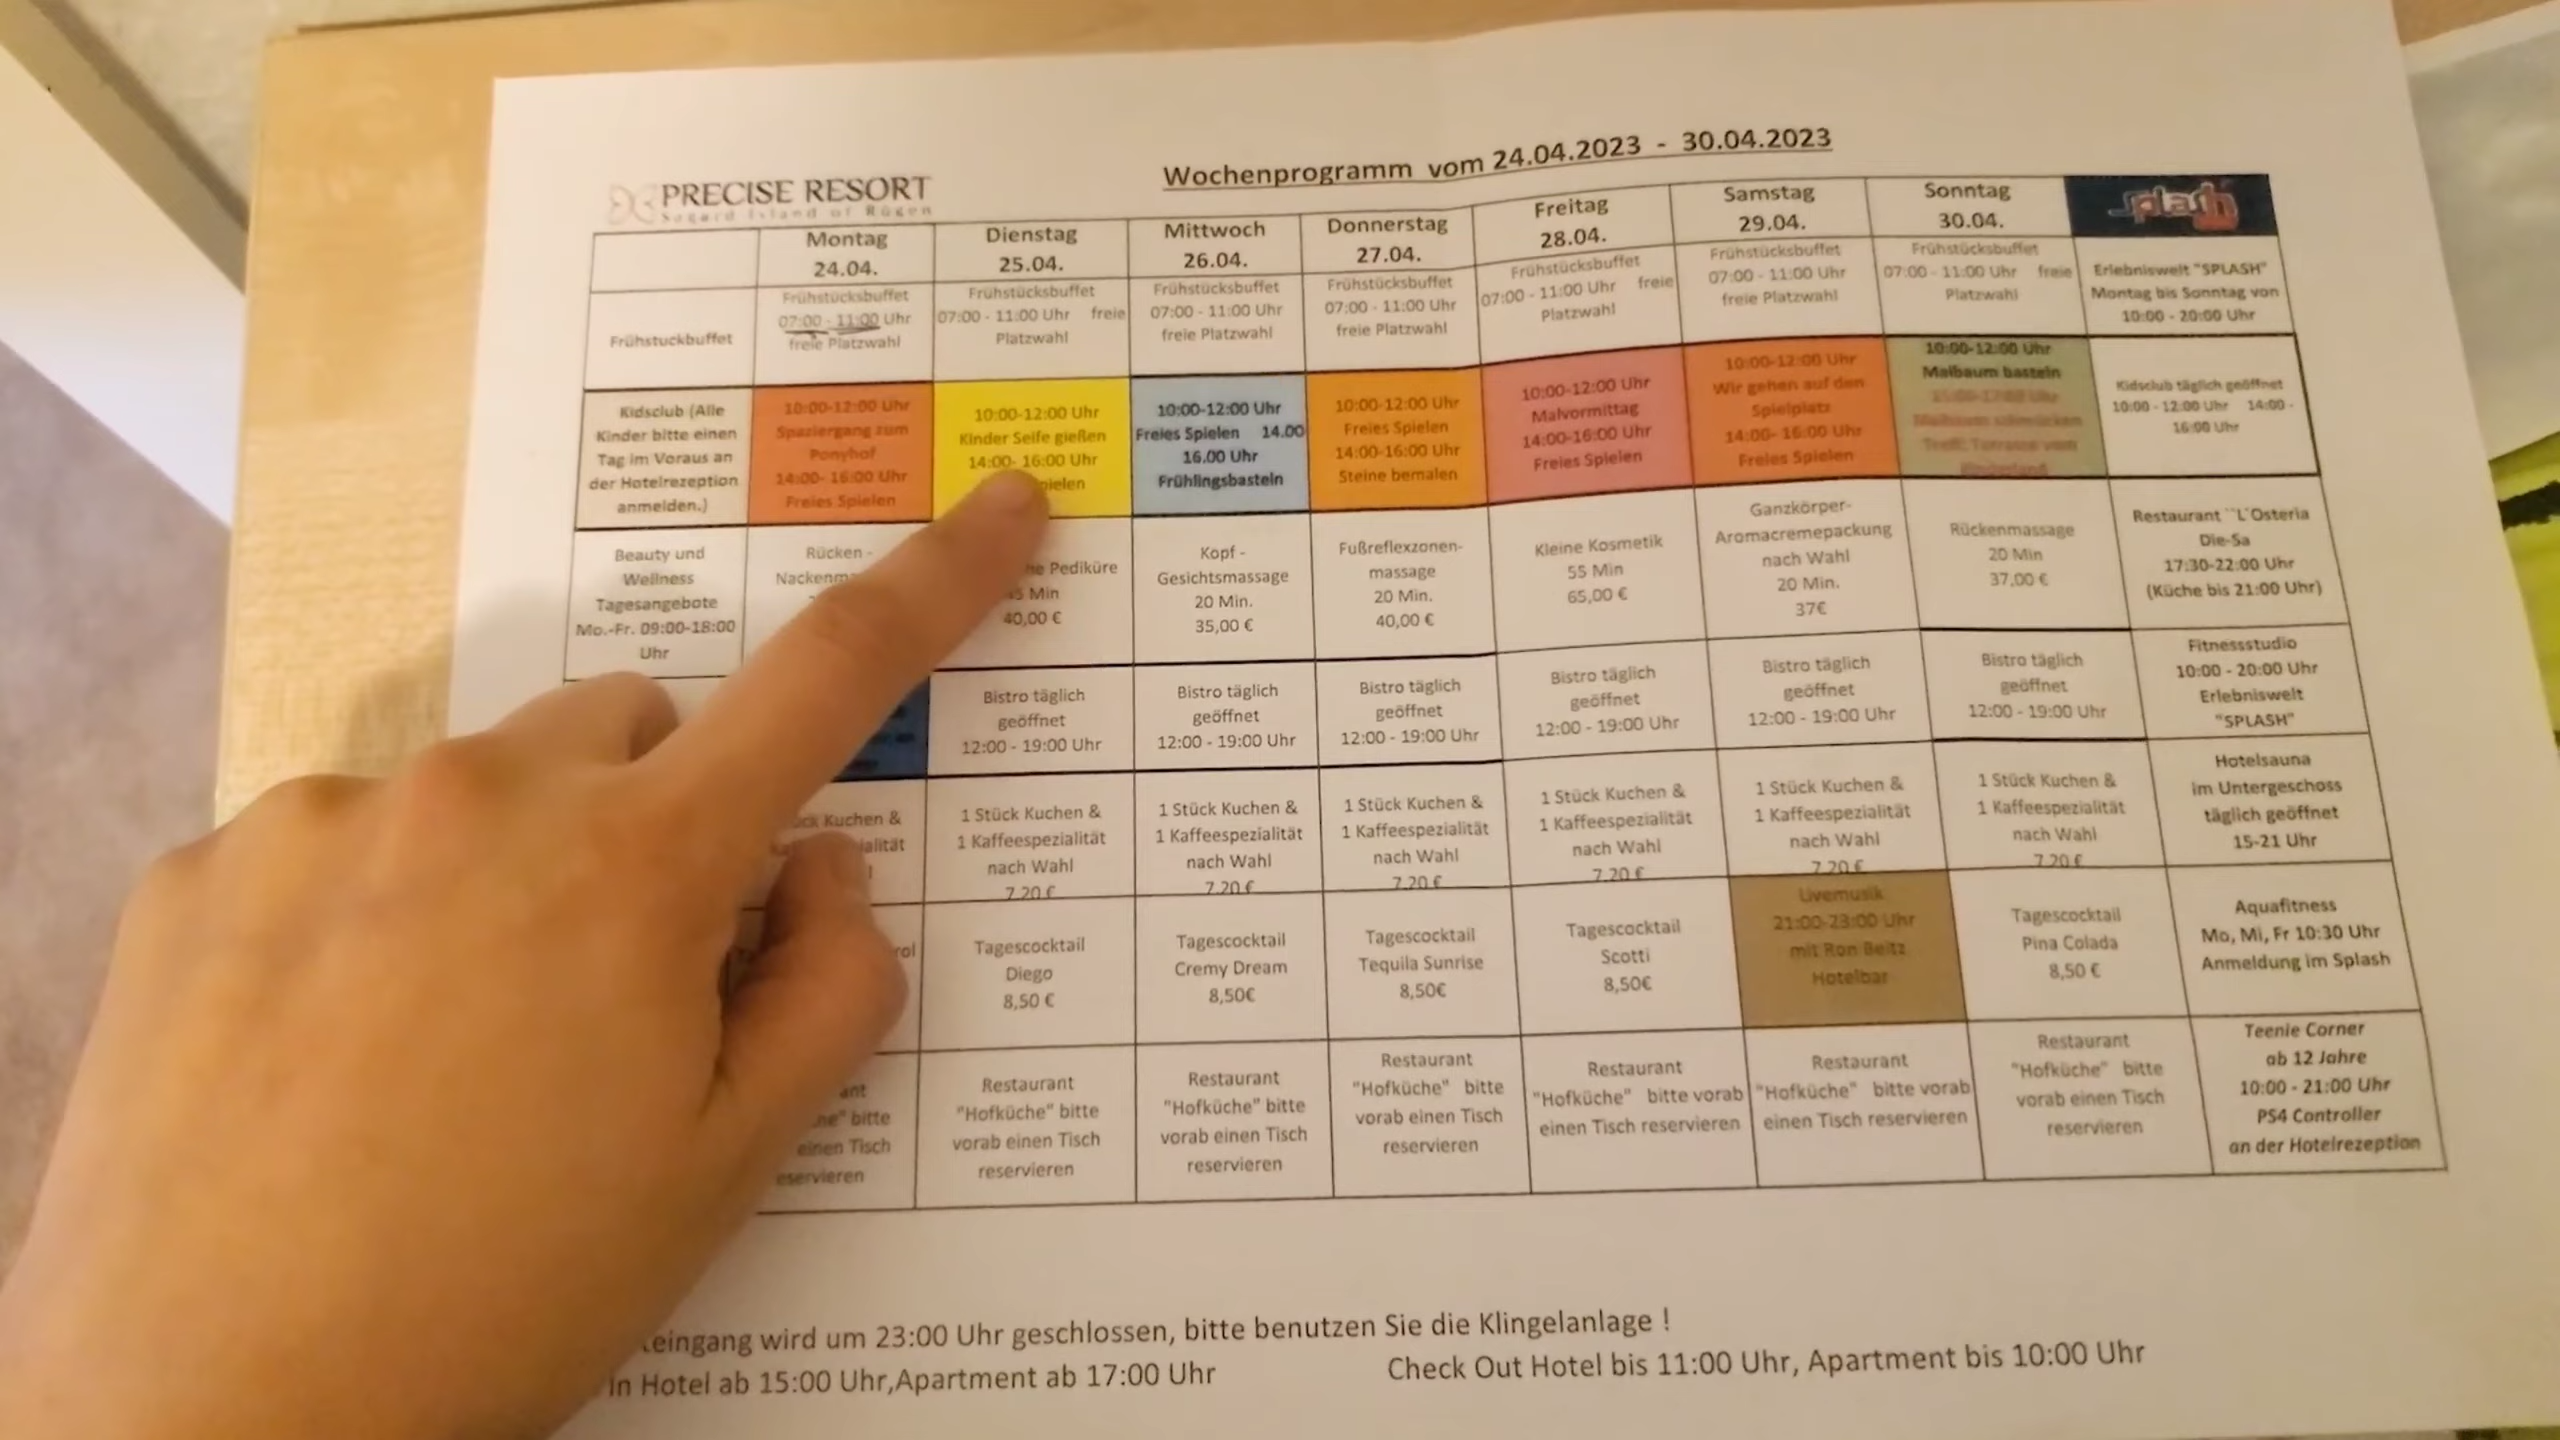 Wochenprogramm vom 24.04.2023 - 30.04.2023
PRECISE RESORT
Sagard Island of Rügen
Montag
24.04.
Dienstag
25.04.
Mittwoch
26.04.
Donnerstag
27.04.
Freitag
28.04.
Samstag
29.04.
Sonntag
30.04.
splash
Frühstuckbuffet
Frühstücksbuffet
07:00 - 11:00 Uhr
freie Platzwahl
Frühstücksbuffet
07:00 - 11:00 Uhr freie
Platzwahl
Frühstücksbuffet
07:00 - 11:00 Uhr
freie Platzwahl
Frühstücksbuffet
07:00 - 11:00 Uhr
freie Platzwahl
Frühstücksbuffet
07:00 - 11:00 Uhr freie
Platzwahl
Frühstücksbuffet
07:00 - 11:00 Uhr
freie Platzwahl
Frühstücksbuffet
07:00 - 11:00 Uhr freie
Platzwahl
Erlebniswelt "SPLASH"
Montag bis Sonntag von
10:00 - 20:00 Uhr
Kidsclub (Alle
Kinder bitte einen
Tag im Voraus an
der Hotelrezeption
anmelden.)
10:00-12:00 Uhr
Spaziergang zum
Ponyhof
14:00- 16:00 Uhr
Freies Spielen
10:00-12:00 Uhr
Kinder Seife gießen
14:00- 16:00 Uhr
pielen
10:00-12:00 Uhr
Freies Spielen 14.00
16.00 Uhr
Frühlingsbasteln
10:00-12:00 Uhr
Freies Spielen
14:00-16:00 Uhr
Steine bemalen
10:00-12:00 Uhr
Malvormittag
14:00-16:00 Uhr
Freies Spielen
10:00-12:00 Uhr
Wir gehen auf den
Spielplatz
14:00- 16:00 Uhr
Freies Spielen
10:00-12:00 Uhr
Maibaum basteln
15:00-17:00 Uhr
Maibaum schmücken
Treff: Terrasse vom
Kinderland
Kidsclub täglich geöffnet
10:00 - 12:00 Uhr 14:00 -
16:00 Uhr
Beauty und
Wellness
Tagesangebote
Mo.-Fr. 09:00-18:00
Uhr
Rücken -
Nackenm
he Pediküre
5 Min
40,00 €
Kopf -
Gesichtsmassage
20 Min.
35,00 €
Fußreflexzonen-
massage
20 Min.
40,00 €
Kleine Kosmetik
55 Min
65,00 €
Ganzkörper-
Aromacremepackung
nach Wahl
20 Min.
37€
Rückenmassage
20 Min
37,00 €
Restaurant ``L´Osteria
Die-Sa
17:30-22:00 Uhr
(Küche bis 21:00 Uhr)
Bistro täglich
geöffnet
12:00 - 19:00 Uhr
Bistro täglich
geöffnet
12:00 - 19:00 Uhr
Bistro täglich
geöffnet
12:00 - 19:00 Uhr
Bistro täglich
geöffnet
12:00 - 19:00 Uhr
Bistro täglich
geöffnet
12:00 - 19:00 Uhr
Bistro täglich
geöffnet
12:00 - 19:00 Uhr
Fitnessstudio
10:00 - 20:00 Uhr
Erlebniswelt
"SPLASH"
ück Kuchen &
ialität
1 Stück Kuchen &
1 Kaffeespezialität
nach Wahl
7,20 €
1 Stück Kuchen &
1 Kaffeespezialität
nach Wahl
7,20 €
1 Stück Kuchen &
1 Kaffeespezialität
nach Wahl
7,20 €
1 Stück Kuchen &
1 Kaffeespezialität
nach Wahl
7,20 €
1 Stück Kuchen &
1 Kaffeespezialität
nach Wahl
7,20 €
1 Stück Kuchen &
1 Kaffeespezialität
nach Wahl
7,20 €
Hotelsauna
im Untergeschoss
täglich geöffnet
15-21 Uhr
rol
Tagescocktail
Diego
8,50 €
Tagescocktail
Cremy Dream
8,50€
Tagescocktail
Tequila Sunrise
8,50€
Tagescocktail
Scotti
8,50€
Livemusik
21:00-23:00 Uhr
mit Ron Beitz
Hotelbar
Tagescocktail
Pina Colada
8,50 €
Aquafitness
Mo, Mi, Fr 10:30 Uhr
Anmeldung im Splash
ant
he" bitte
einen Tisch
eservieren
Restaurant
"Hofküche" bitte
vorab einen Tisch
reservieren
Restaurant
"Hofküche" bitte
vorab einen Tisch
reservieren
Restaurant
"Hofküche" bitte
vorab einen Tisch
reservieren
Restaurant
"Hofküche" bitte vorab
einen Tisch reservieren
Restaurant
"Hofküche" bitte vorab
einen Tisch reservieren
Restaurant
"Hofküche" bitte
vorab einen Tisch
reservieren
Teenie Corner
ab 12 Jahre
10:00 - 21:00 Uhr
PS4 Controller
an der Hotelrezeption
teingang wird um 23:00 Uhr geschlossen, bitte benutzen Sie die Klingelanlage !
In Hotel ab 15:00 Uhr,Apartment ab 17:00 Uhr Check Out Hotel bis 11:00 Uhr, Apartment bis 10:00 Uhr